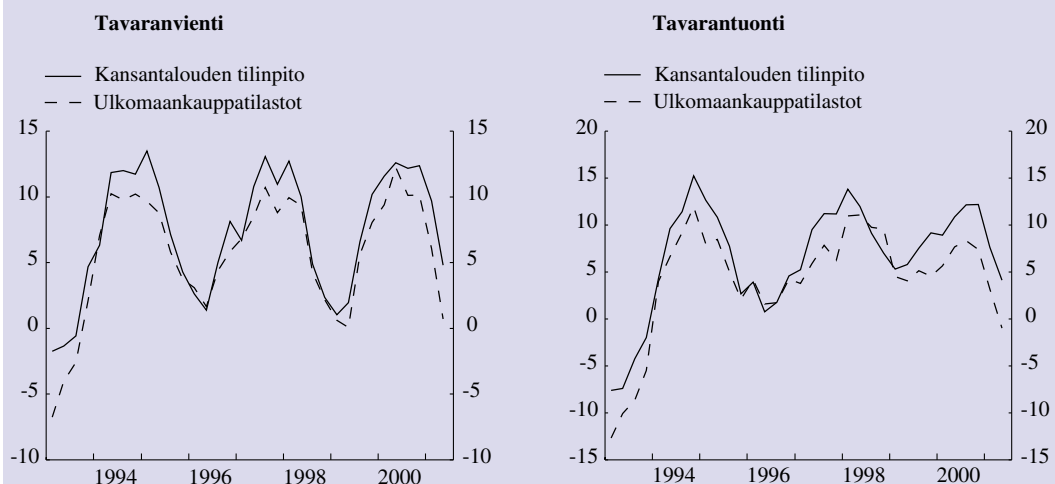 Tavaranvienti
Kansantalouden tilinpito
Ulkomaankauppatilastot
15 15
10 10
5 5
0 0
-5 -5
-10 -10
1994 1996 1998 2000
Tavarantuonti
Kansantalouden tilinpito
Ulkomaankauppatilastot
20 20
15 15
10 10
5 5
0 0
-5 -5
-10 -10
-15 -15
1994 1996 1998 2000